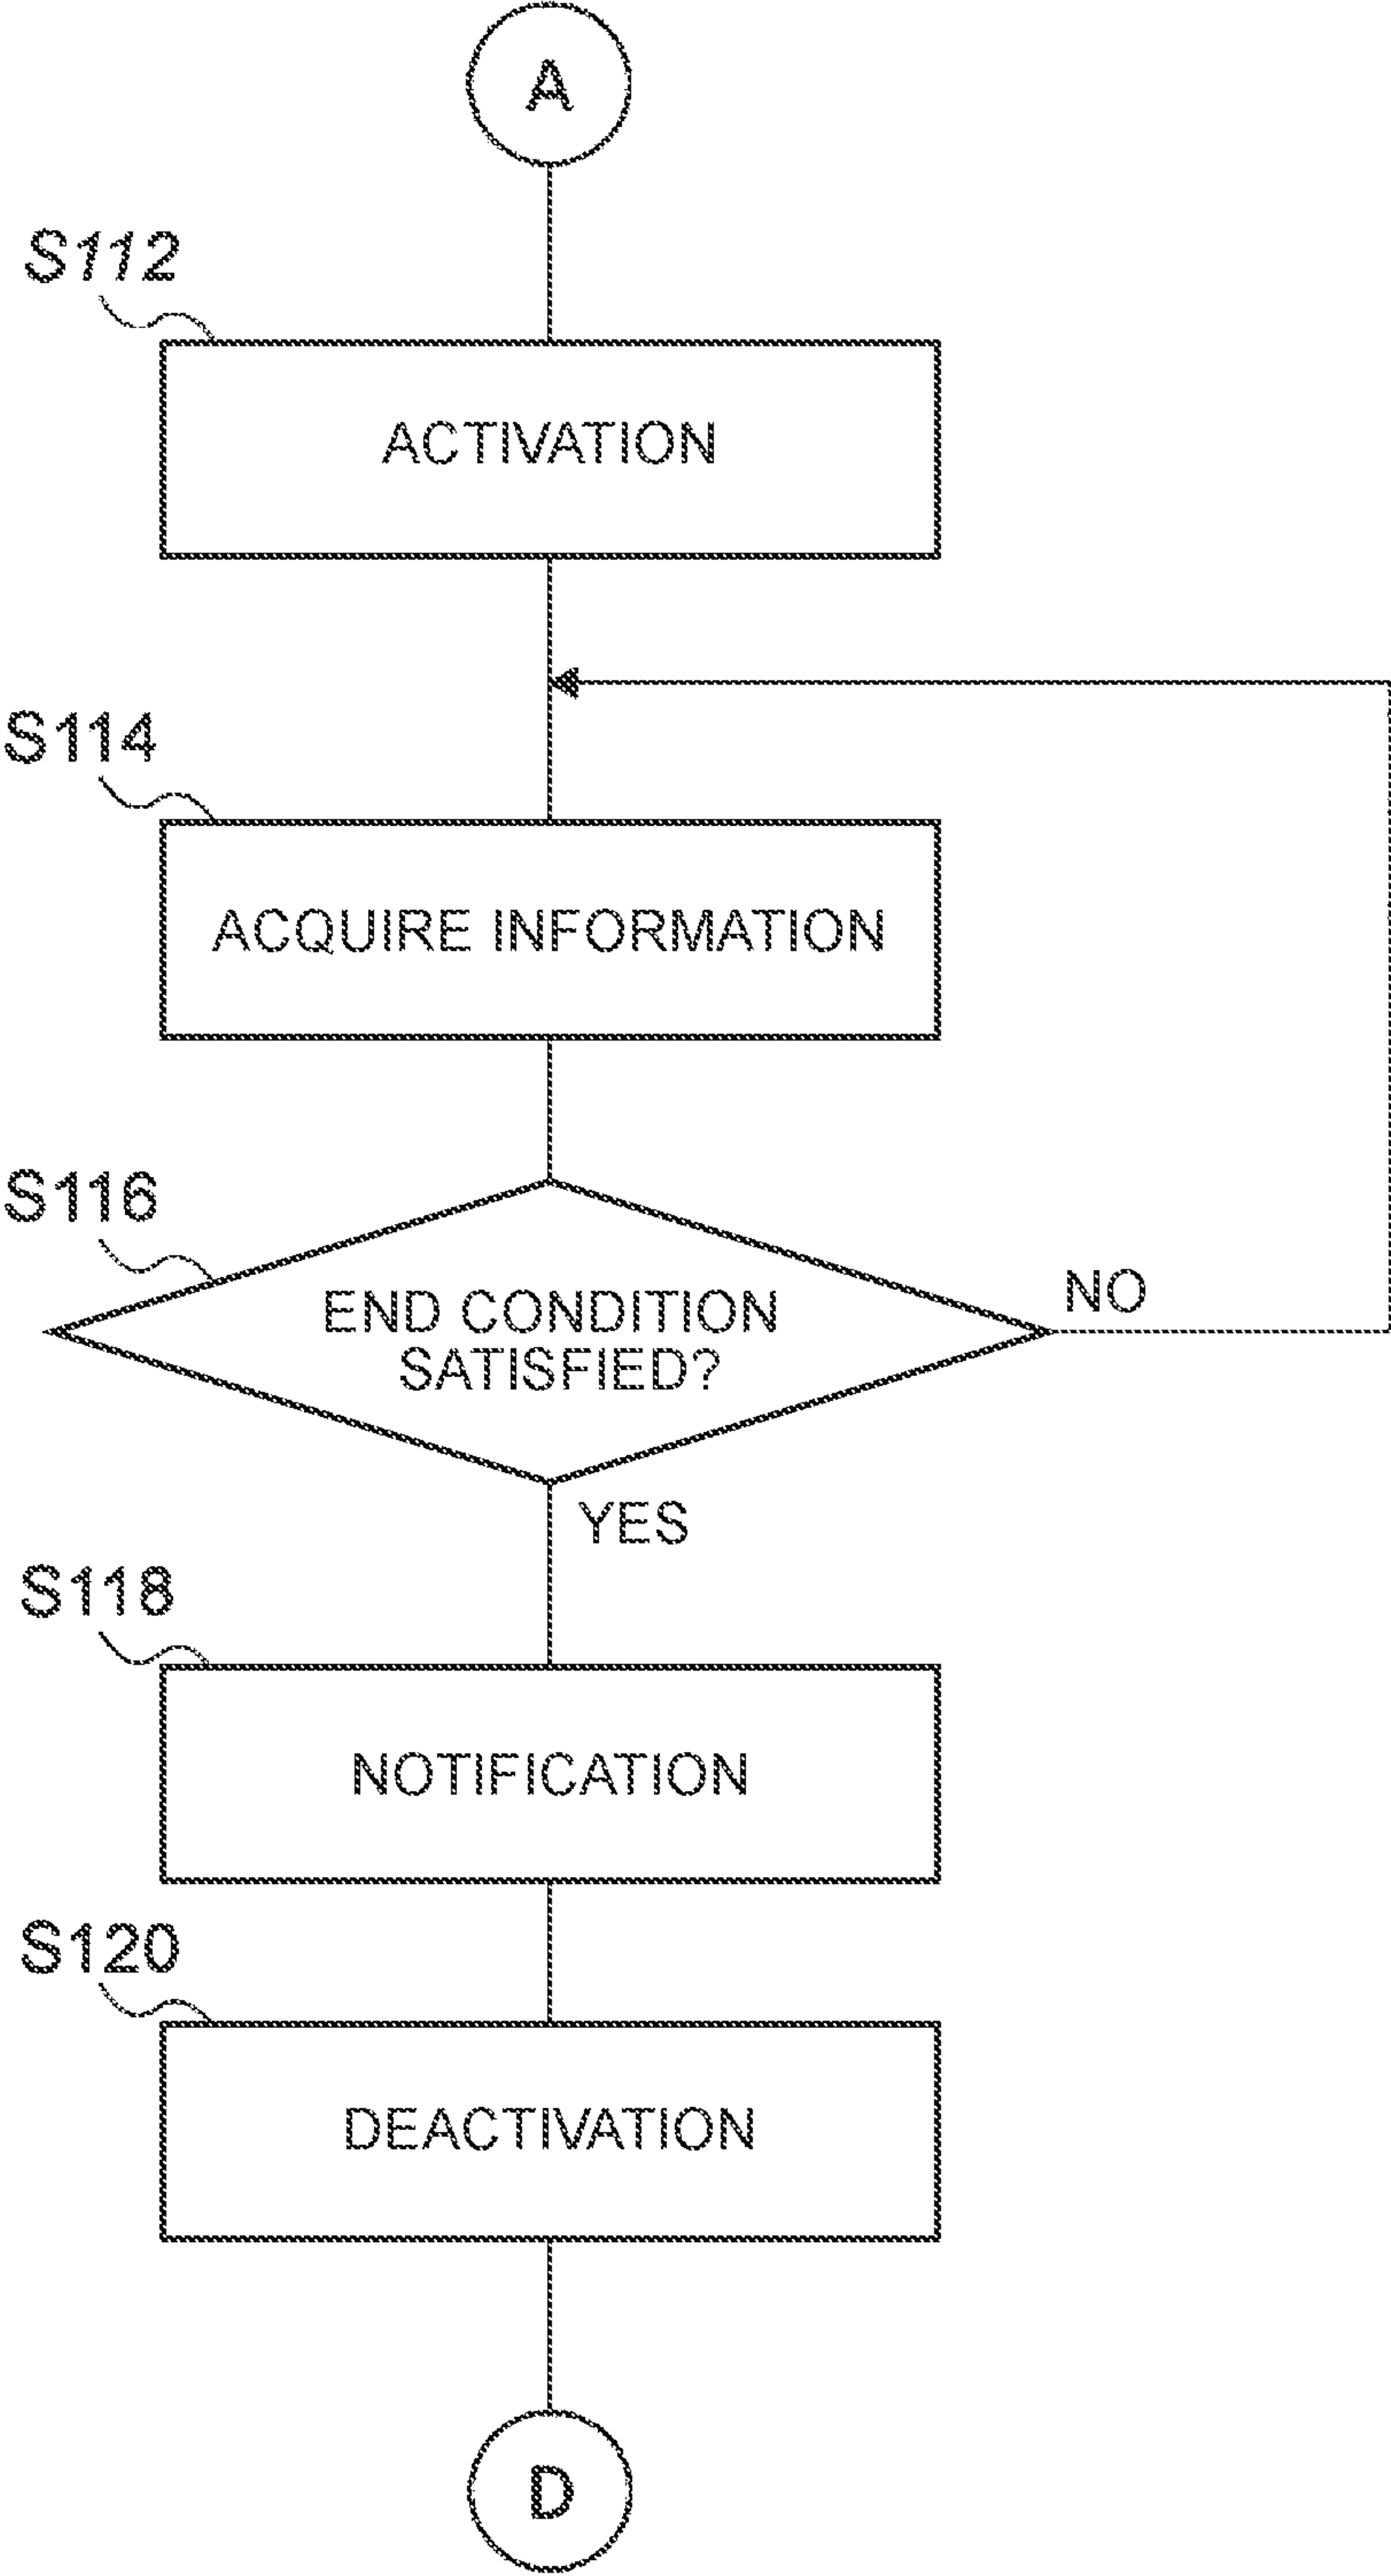 A
S112
ACTIVATION
S114
ACQUIRE INFORMATION
S116
END CONDITION
SATISFIED?
NO
YES
S118
NOTIFICATION
S120
DEACTIVATION
D